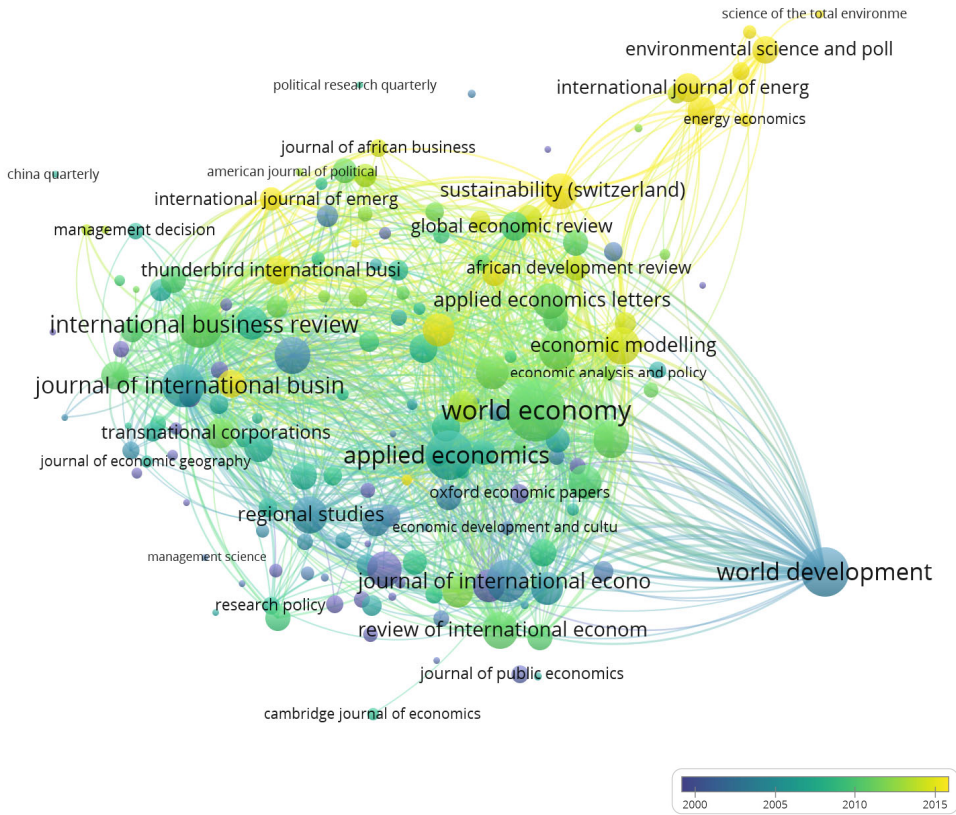 science of the total environme
environmental science and poll
political research quarterly
international journal of energ
energy economics
journal of african business
china quarterly
american journal of political
sustainability (switzerland)
international journal of emerg
management decision
global economic review
thunderbird international busi
african development review
applied economics letters
international business review
economic modelling
economic analysis and policy
journal of international busin
world economy
transnational corporations
applied economics
journal of economic geography
oxford economic papers
regional studies
economic development and cultu
management science
world development
journal of international econo
research policy
review of international econom
journal of public economics
cambridge journal of economics
2000
2005
2010
2015